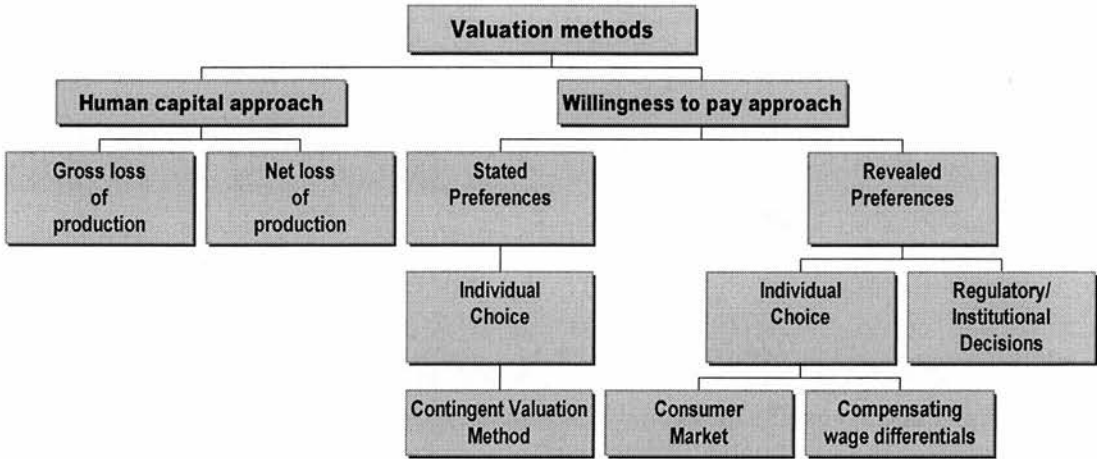 Valuation methods
Human capital approach
Willingness to pay approach
Gross loss
of
production
Net loss
of
production
Stated
Preferences
Revealed
Preferences
Individual
Choice
Individual
Choice
Regulatory/
Institutional
Decisions
Contingent Valuation
Method
Consumer
Market
Compensating
wage differentials